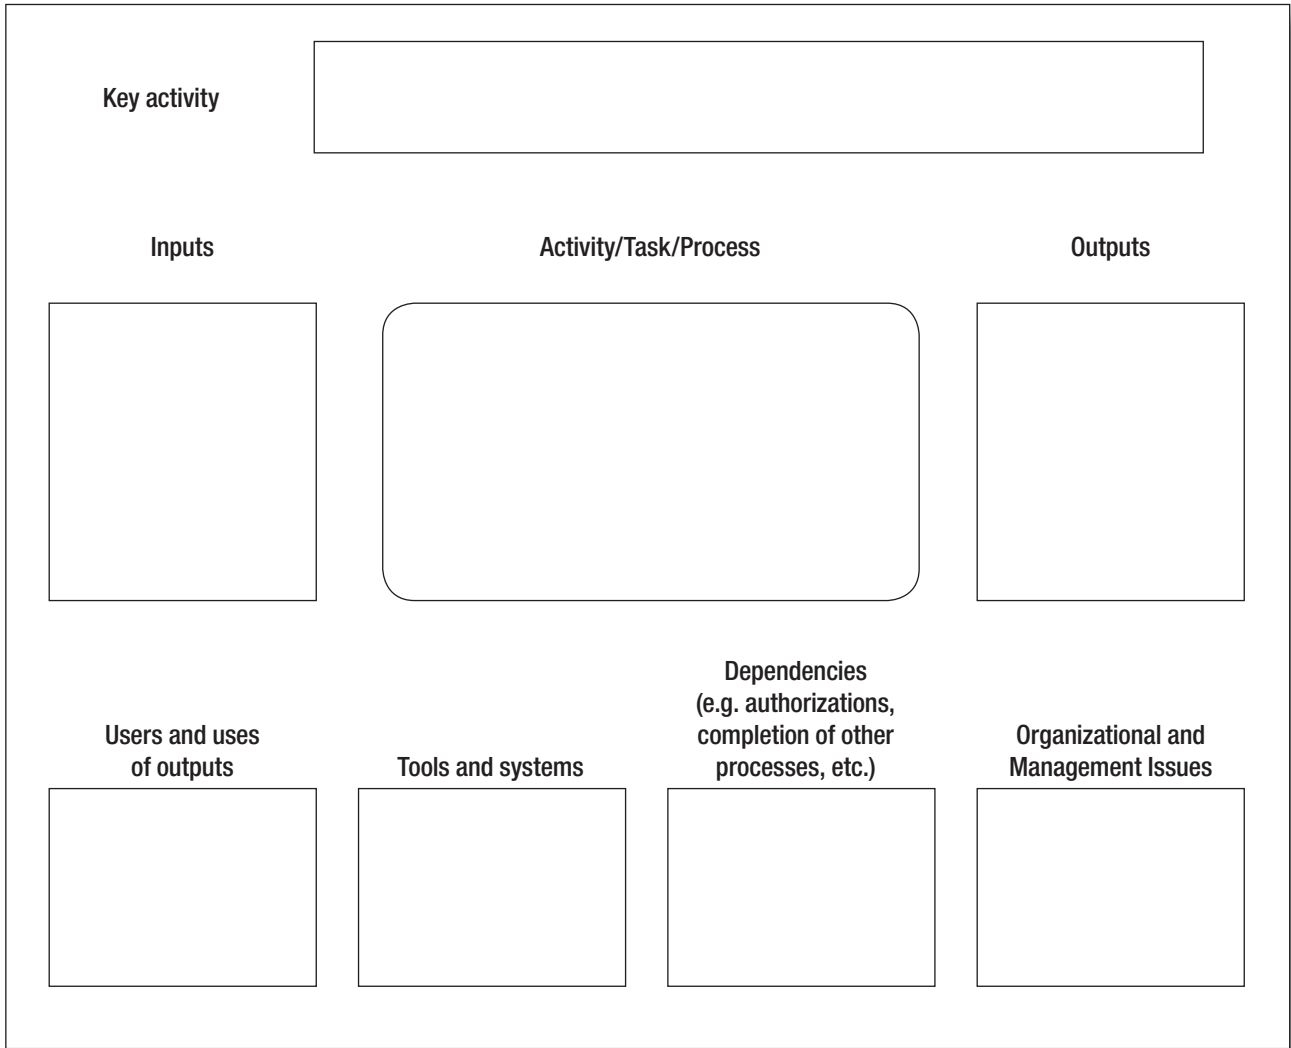 Key activity
Inputs
Activity/Task/Process
Outputs
Users and uses
of outputs
Tools and systems
Dependencies
(e.g. authorizations,
completion of other
processes, etc.)
Organizational and
Management Issues